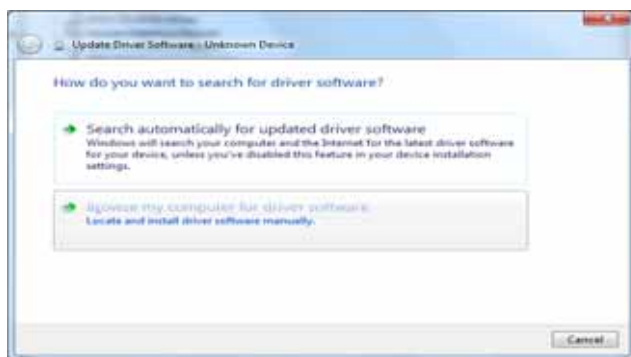 Update Driver Software - Unknown Device
How do you want to search for driver software?
Search automatically for updated driver software
Windows will search your computer and the Internet for the latest driver software
for your device, unless you've disabled this feature in your device installation
settings.
Browse my computer for driver software
Locate and install driver software manually.
Cancel